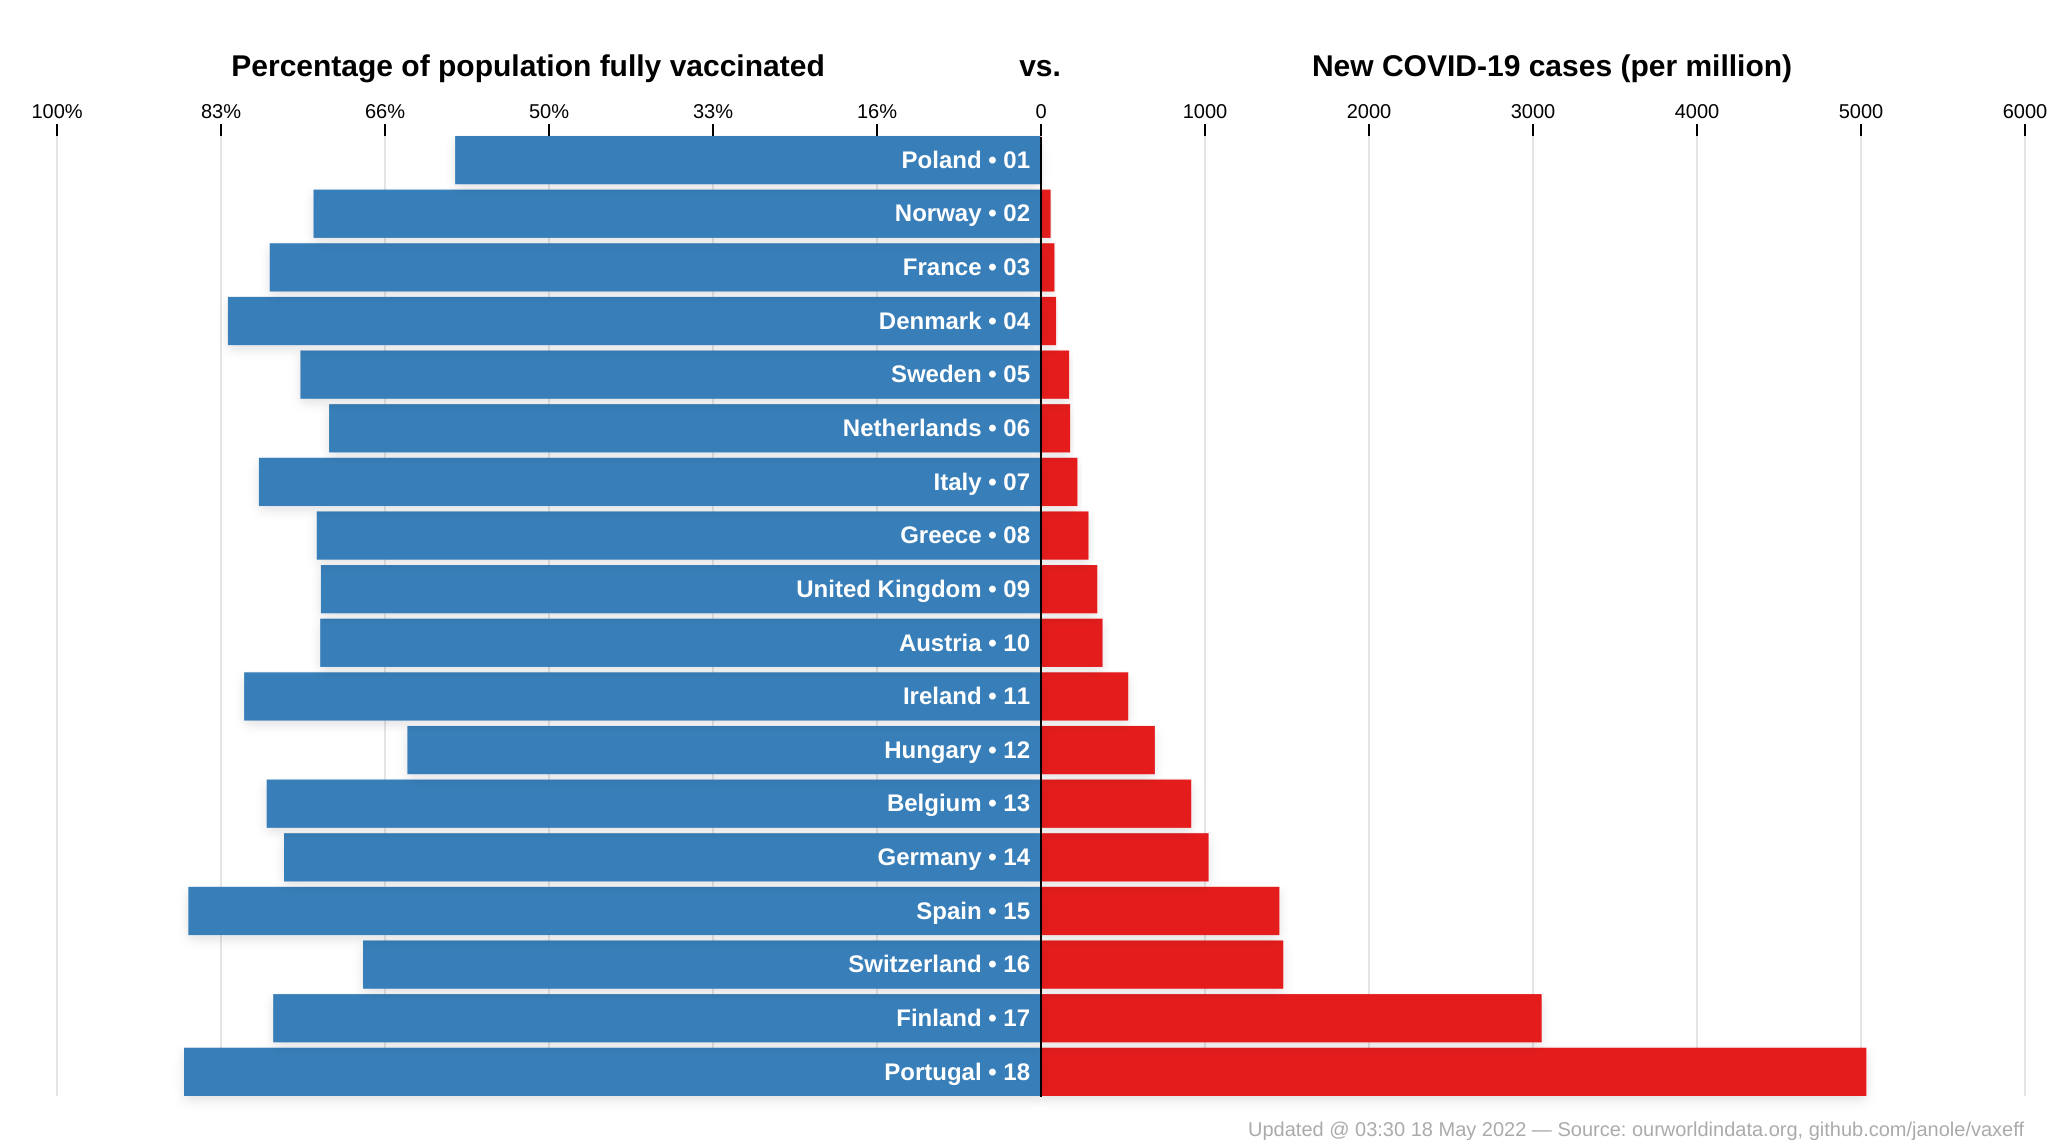 Percentage of population fully vaccinated vs. New COVID-19 cases (per million)
100% 83% 66% 50% 33% 16% 0 1000 2000 3000 4000 5000 6000
Poland • 01
Norway • 02
France • 03
Denmark • 04
Sweden • 05
Netherlands • 06
Italy • 07
Greece • 08
United Kingdom • 09
Austria • 10
Ireland • 11
Hungary • 12
Belgium • 13
Germany • 14
Spain • 15
Switzerland • 16
Finland • 17
Portugal • 18
Updated @ 03:30 18 May 2022 — Source: ourworldindata.org, github.com/janole/vaxeff